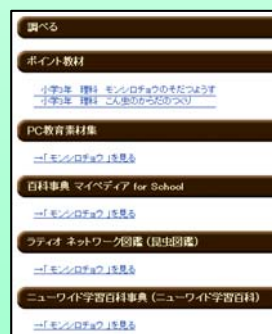 調べる
ポイント教材
小学3年 理科 モンシロチョウのそだつようす
小学3年 理科 こん虫のからだのつくり
PC教育素材集
→「モンシロチョウ」を見る
百科事典 マイペディア for School
→「モンシロチョウ」を見る
ラティオ ネットワーク図鑑（昆虫図鑑）
→「モンシロチョウ」を見る
ニューワイド学習百科事典（ニューワイド学習百科）
→「モンシロチョウ」を見る